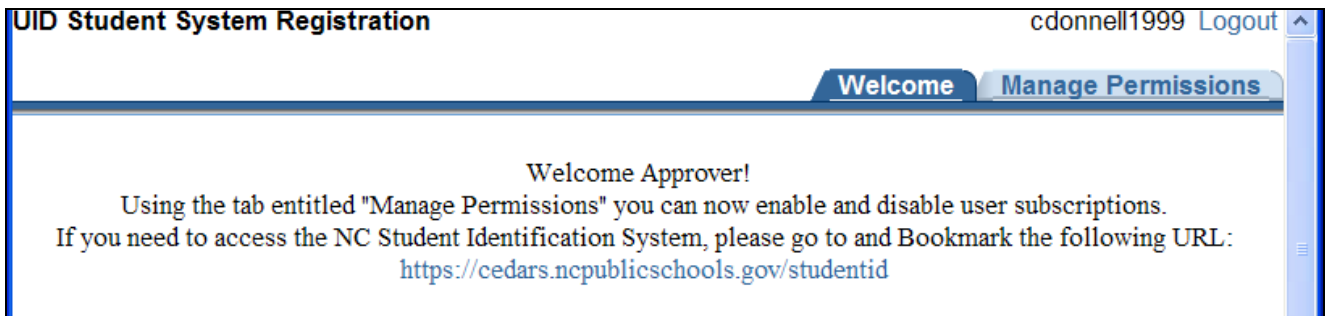 UID Student System Registration
cdonnell1999 Logout
Welcome
Manage Permissions
Welcome Approver!
Using the tab entitled "Manage Permissions" you can now enable and disable user subscriptions.
If you need to access the NC Student Identification System, please go to and Bookmark the following URL:
https://cedars.ncpublicschools.gov/studentid